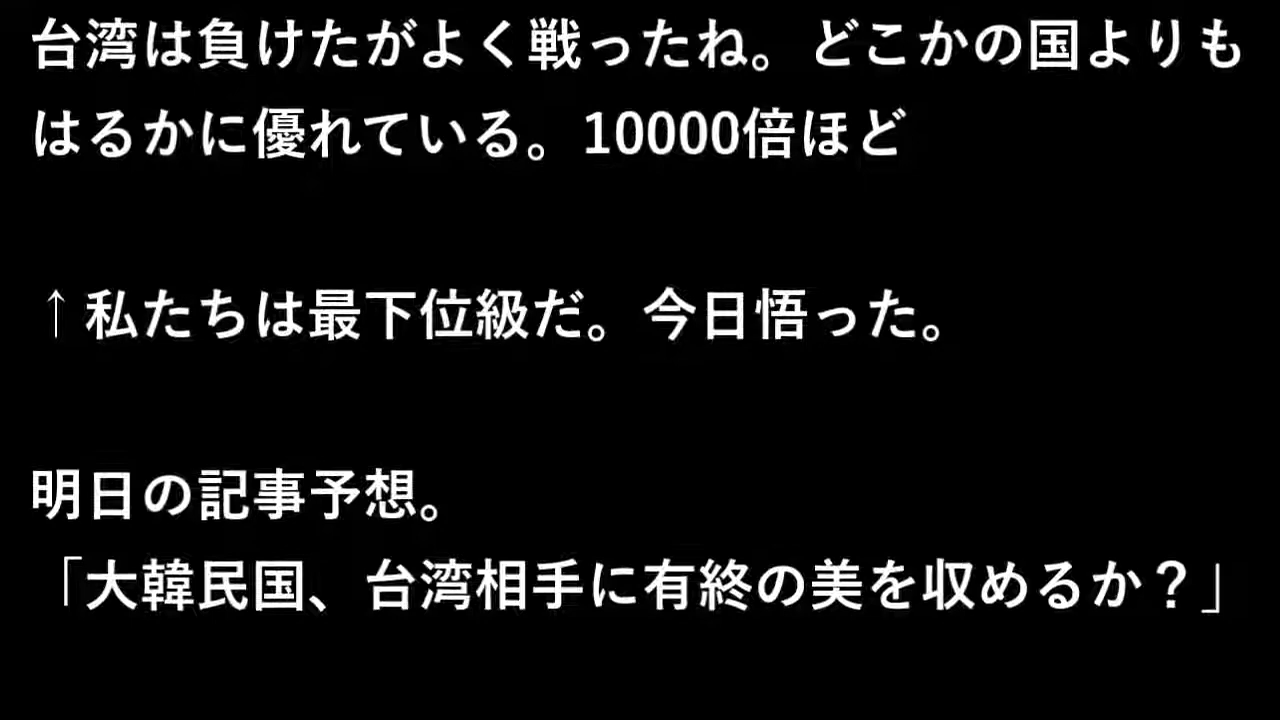 台湾は負けたがよく戦ったね。どこかの国よりも
はるかに優れている。10000倍ほど
↑私たちは最下位級だ。今日悟った。
明日の記事予想。
「大韓民国、台湾相手に有終の美を収めるか？」